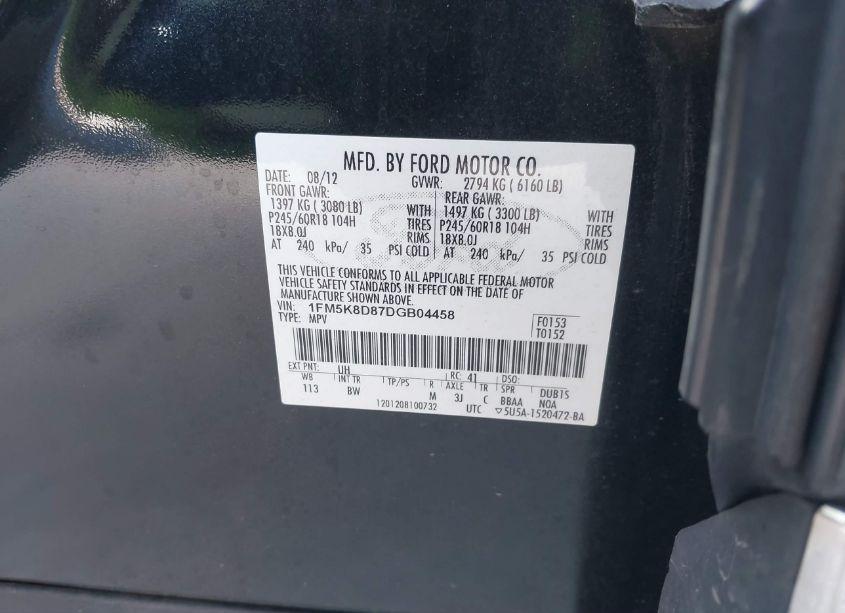 MFD. BY FORD MOTOR CO.
DATE: 08/12 GVWR: 2794 KG ( 6160 LB)
FRONT GAWR: REAR GAWR:
1397 KG ( 3080 LB) WITH 1497 KG ( 3300 LB) WITH
P245/60R18 104H TIRES P245/60R18 104H TIRES
18X8.0J RIMS 18X8.0J RIMS
AT 240 kPa/ 35 PSI COLD AT 240 kPa/ 35 PSI COLD
THIS VEHICLE CONFORMS TO ALL APPLICABLE FEDERAL MOTOR
VEHICLE SAFETY STANDARDS IN EFFECT ON THE DATE OF
MANUFACTURE SHOWN ABOVE.
VIN: 1FM5K8D87DGB04458 F0153
TYPE: MPV T0152
EXT PNT: UH RC: 41 DSO:
WB INT TR TP/PS R AXLE TR SPR DUB1S
113 BW M 3J C BBAA N0A
1201208100732 UTC ▽5U5A-1520472-BA